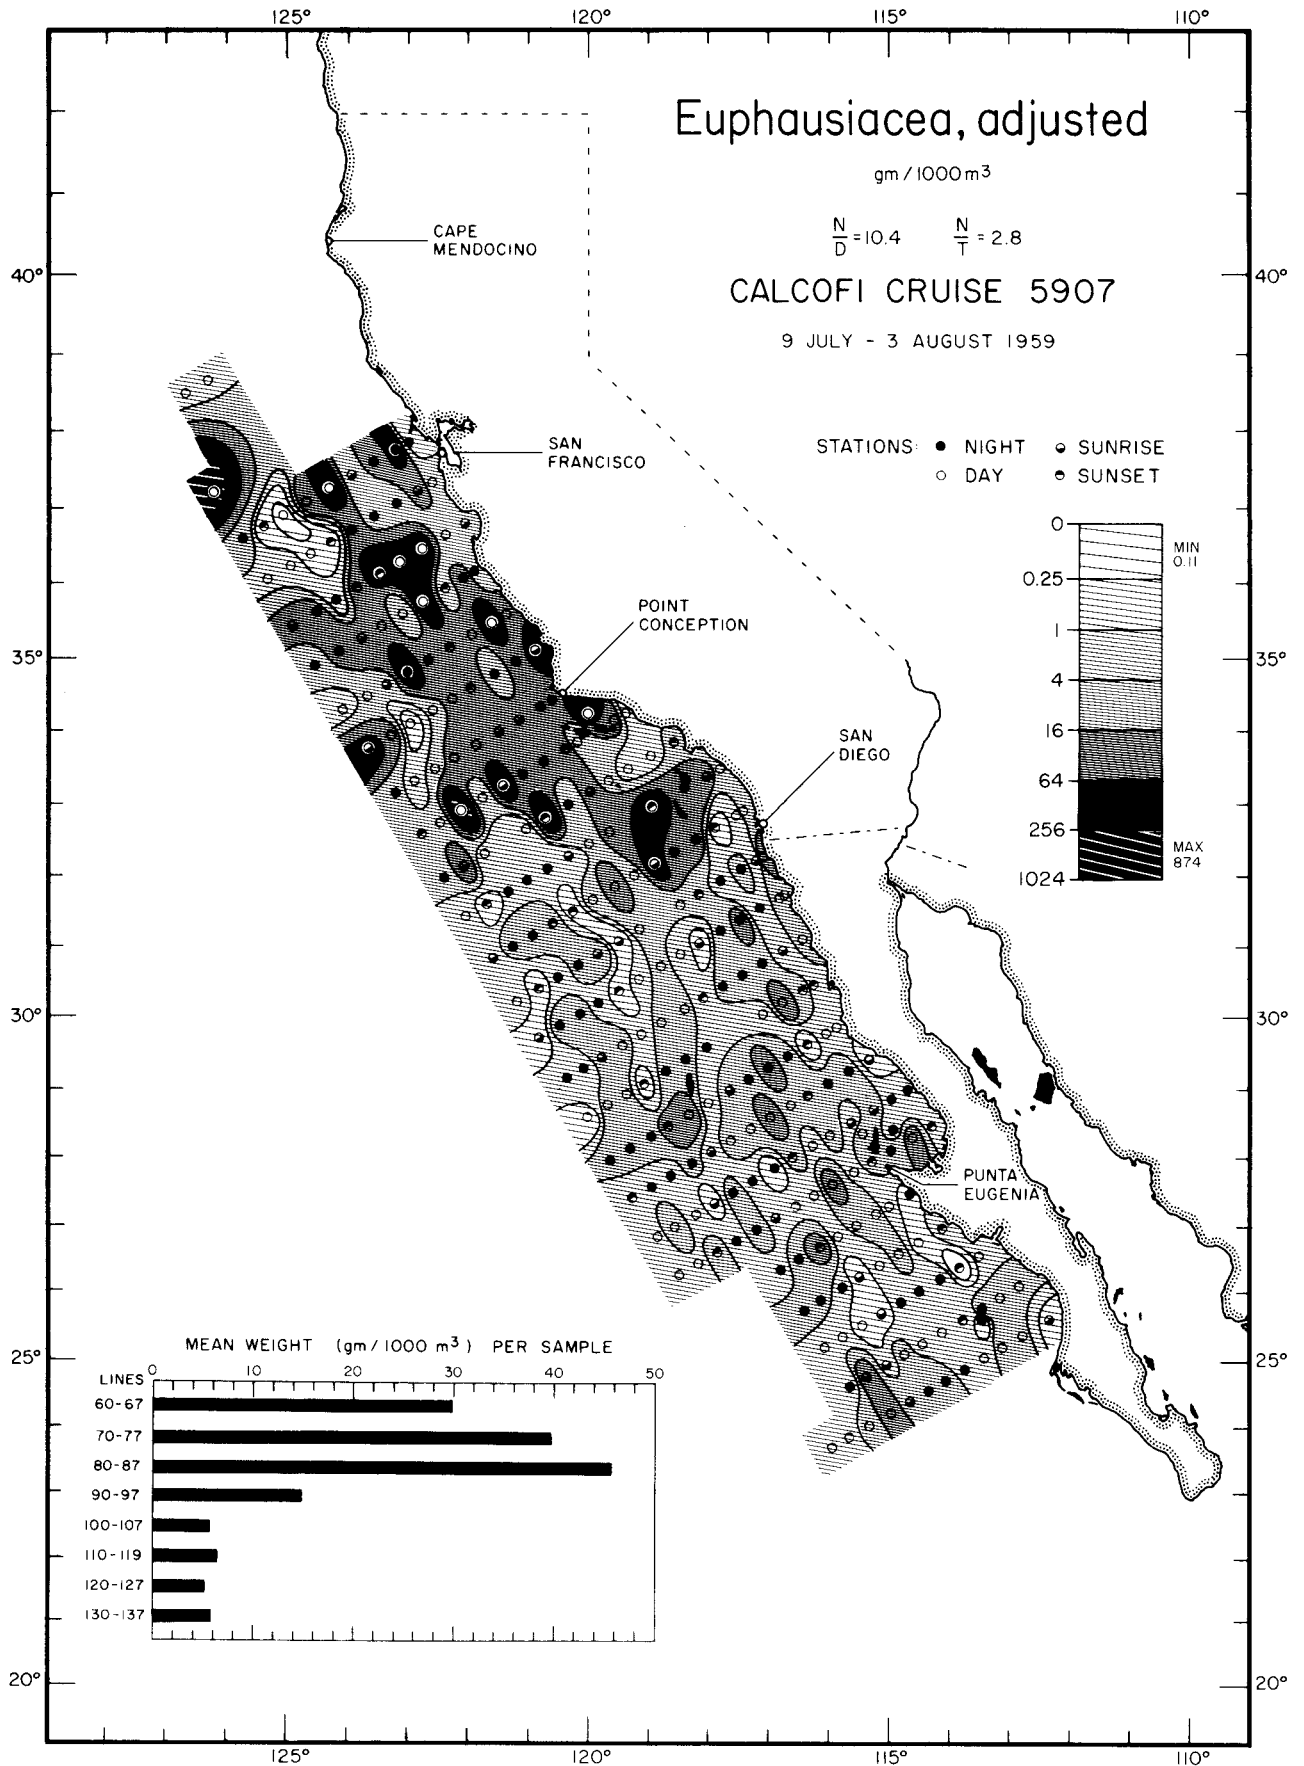 125° 120° 115° 110°
Euphausiacea, adjusted
gm/1000m³
N/D = 10.4 N/T = 2.8
CALCOFI CRUISE 5907
9 JULY - 3 AUGUST 1959
CAPE
MENDOCINO
40° 40°
SAN
FRANCISCO
STATIONS: ● NIGHT ◒ SUNRISE
○ DAY ◓ SUNSET
0
MIN
0.11
0.25
1
4
16
64
256
MAX
874
1024
POINT
CONCEPTION
35° 35°
SAN
DIEGO
30° 30°
PUNTA
EUGENIA
25° 25°
MEAN WEIGHT (gm/1000 m³) PER SAMPLE
LINES 0 10 20 30 40 50
60-67
70-77
80-87
90-97
100-107
110-119
120-127
130-137
20° 20°
125° 120° 115° 110°